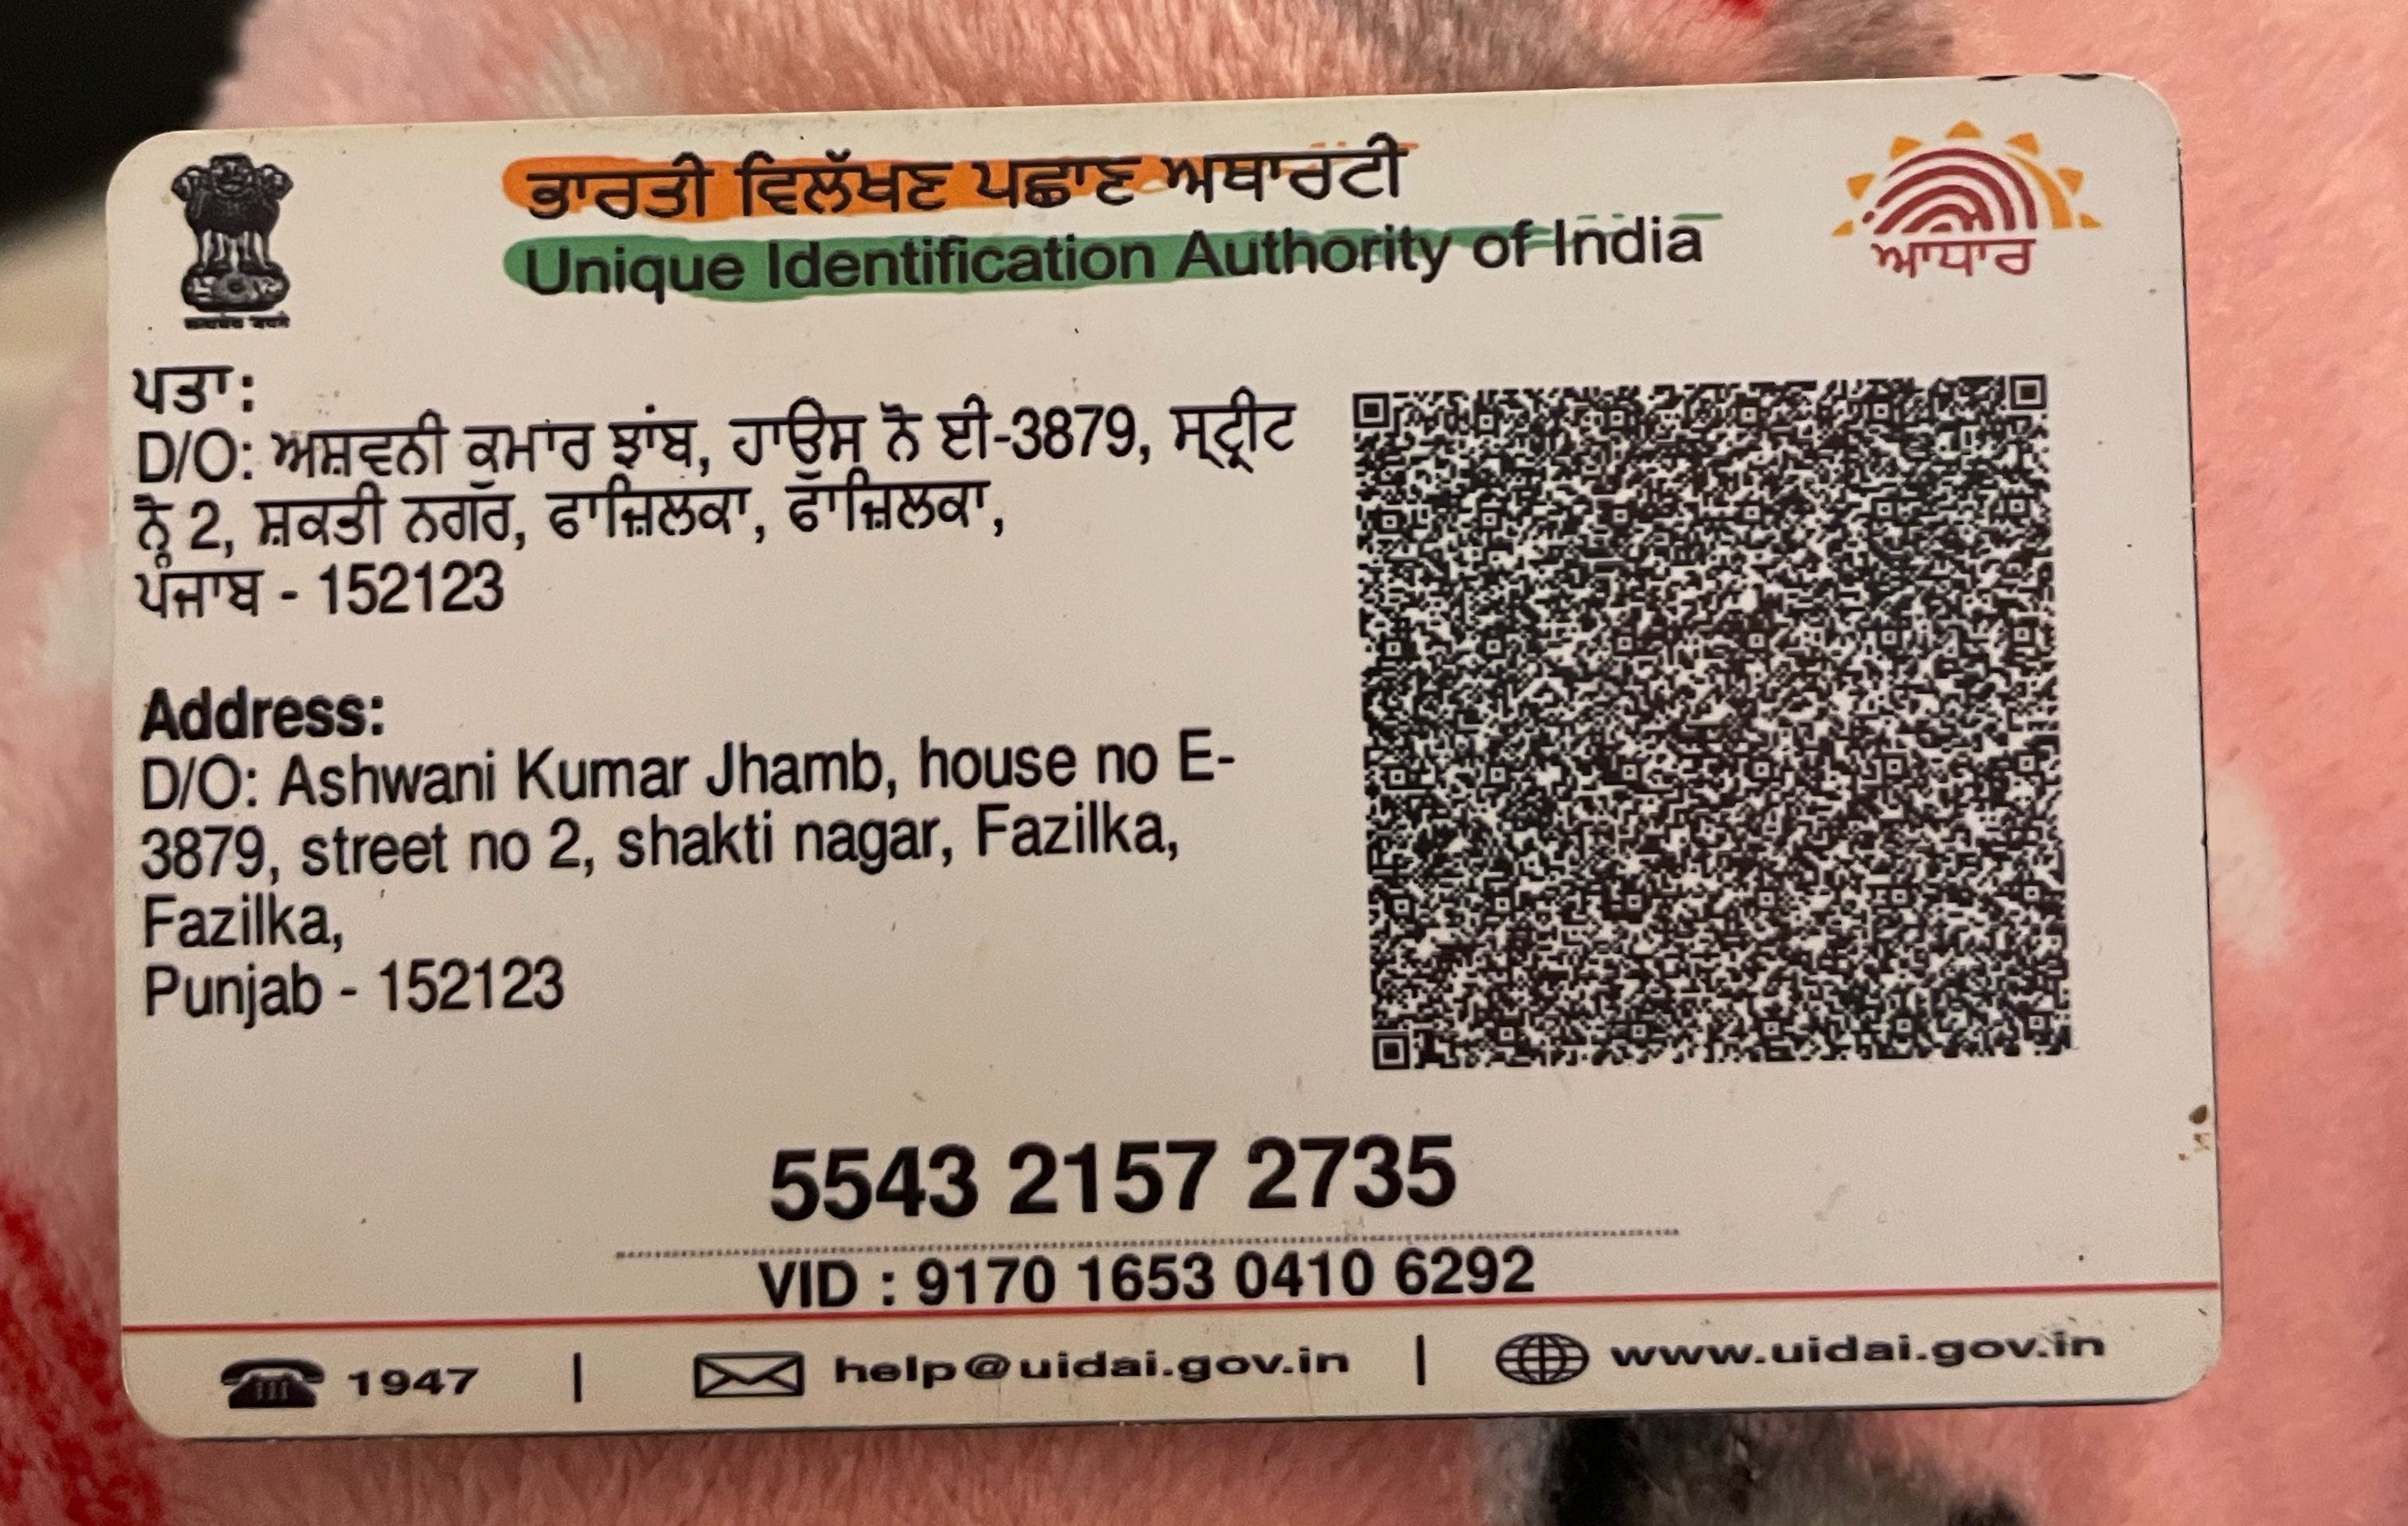 ਭਾਰਤੀ ਵਿਲੱਖਣ ਪਛਾਣ ਅਥਾਰਟੀ
Unique Identification Authority of India
ਆਧਾਰ
ਪਤਾ:
D/O: ਅਸ਼ਵਨੀ ਕੁਮਾਰ ਝਾਂਬ, ਹਾਉਸ ਨੋ ਈ-3879, ਸ੍ਟ੍ਰੀਟ
ਨੂੰ 2, ਸ਼ਕਤੀ ਨਗਰ, ਫਾਜ਼ਿਲਕਾ, ਫਾਜ਼ਿਲਕਾ,
ਪੰਜਾਬ - 152123
Address:
D/O: Ashwani Kumar Jhamb, house no E-
3879, street no 2, shakti nagar, Fazilka,
Fazilka,
Punjab - 152123
5543 2157 2735
VID : 9170 1653 0410 6292
1947 | help@uidai.gov.in | www.uidai.gov.in